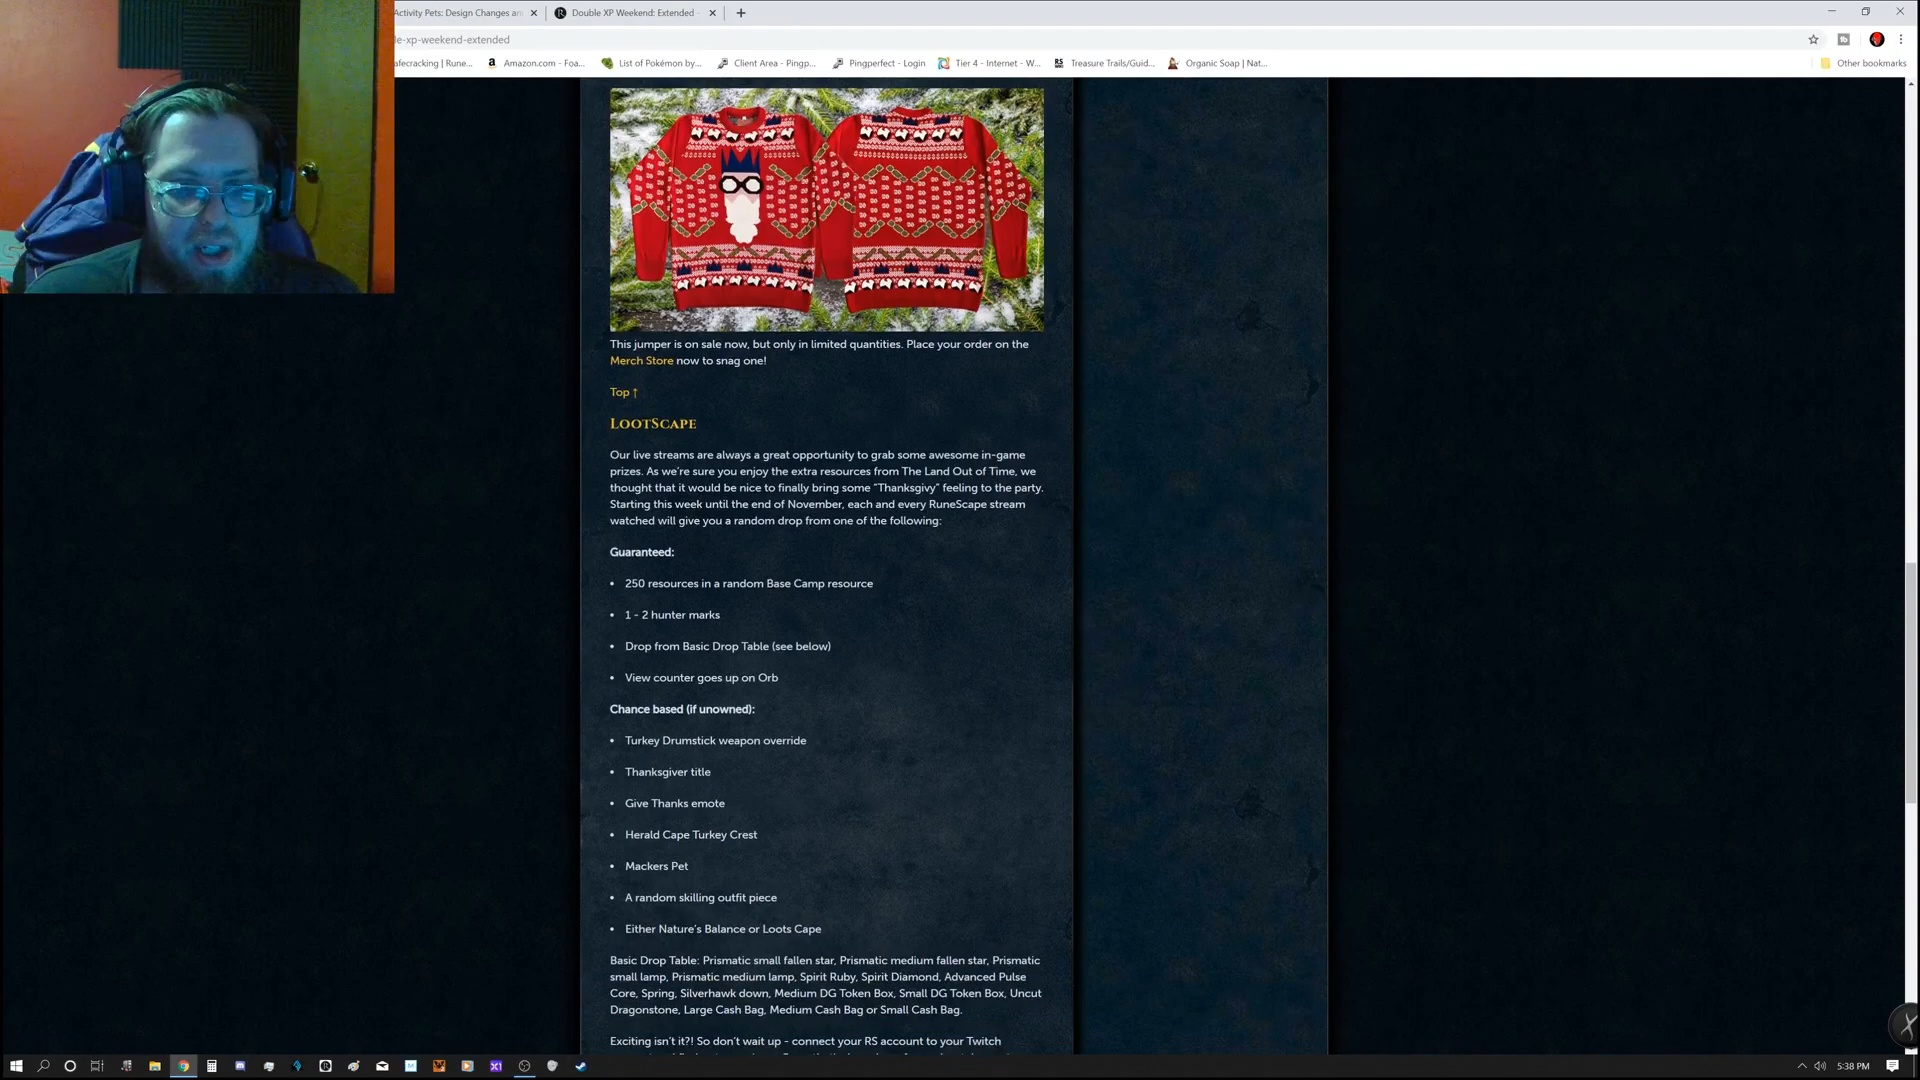 Activity Pets: Design Changes an
Double XP Weekend: Extended
le-xp-weekend-extended
afecracking | Rune...
Amazon.com - Foa...
List of Pokémon by...
Client Area - Pingp...
Pingperfect - Login
Tier 4 - Internet - W...
Treasure Trails/Guid...
Organic Soap | Nat...
Other bookmarks
This jumper is on sale now, but only in limited quantities. Place your order on the
Merch Store now to snag one!
Top ↑
LootScape
Our live streams are always a great opportunity to grab some awesome in-game
prizes. As we're sure you enjoy the extra resources from The Land Out of Time, we
thought that it would be nice to finally bring some “Thanksgivy” feeling to the party.
Starting this week until the end of November, each and every RuneScape stream
watched will give you a random drop from one of the following:
Guaranteed:
• 250 resources in a random Base Camp resource
• 1 - 2 hunter marks
• Drop from Basic Drop Table (see below)
• View counter goes up on Orb
Chance based (if unowned):
• Turkey Drumstick weapon override
• Thanksgiver title
• Give Thanks emote
• Herald Cape Turkey Crest
• Mackers Pet
• A random skilling outfit piece
• Either Nature's Balance or Loots Cape
Basic Drop Table: Prismatic small fallen star, Prismatic medium fallen star, Prismatic
small lamp, Prismatic medium lamp, Spirit Ruby, Spirit Diamond, Advanced Pulse
Core, Spring, Silverhawk down, Medium DG Token Box, Small DG Token Box, Uncut
Dragonstone, Large Cash Bag, Medium Cash Bag or Small Cash Bag.
Exciting isn't it?! So don't wait up - connect your RS account to your Twitch
5:38 PM